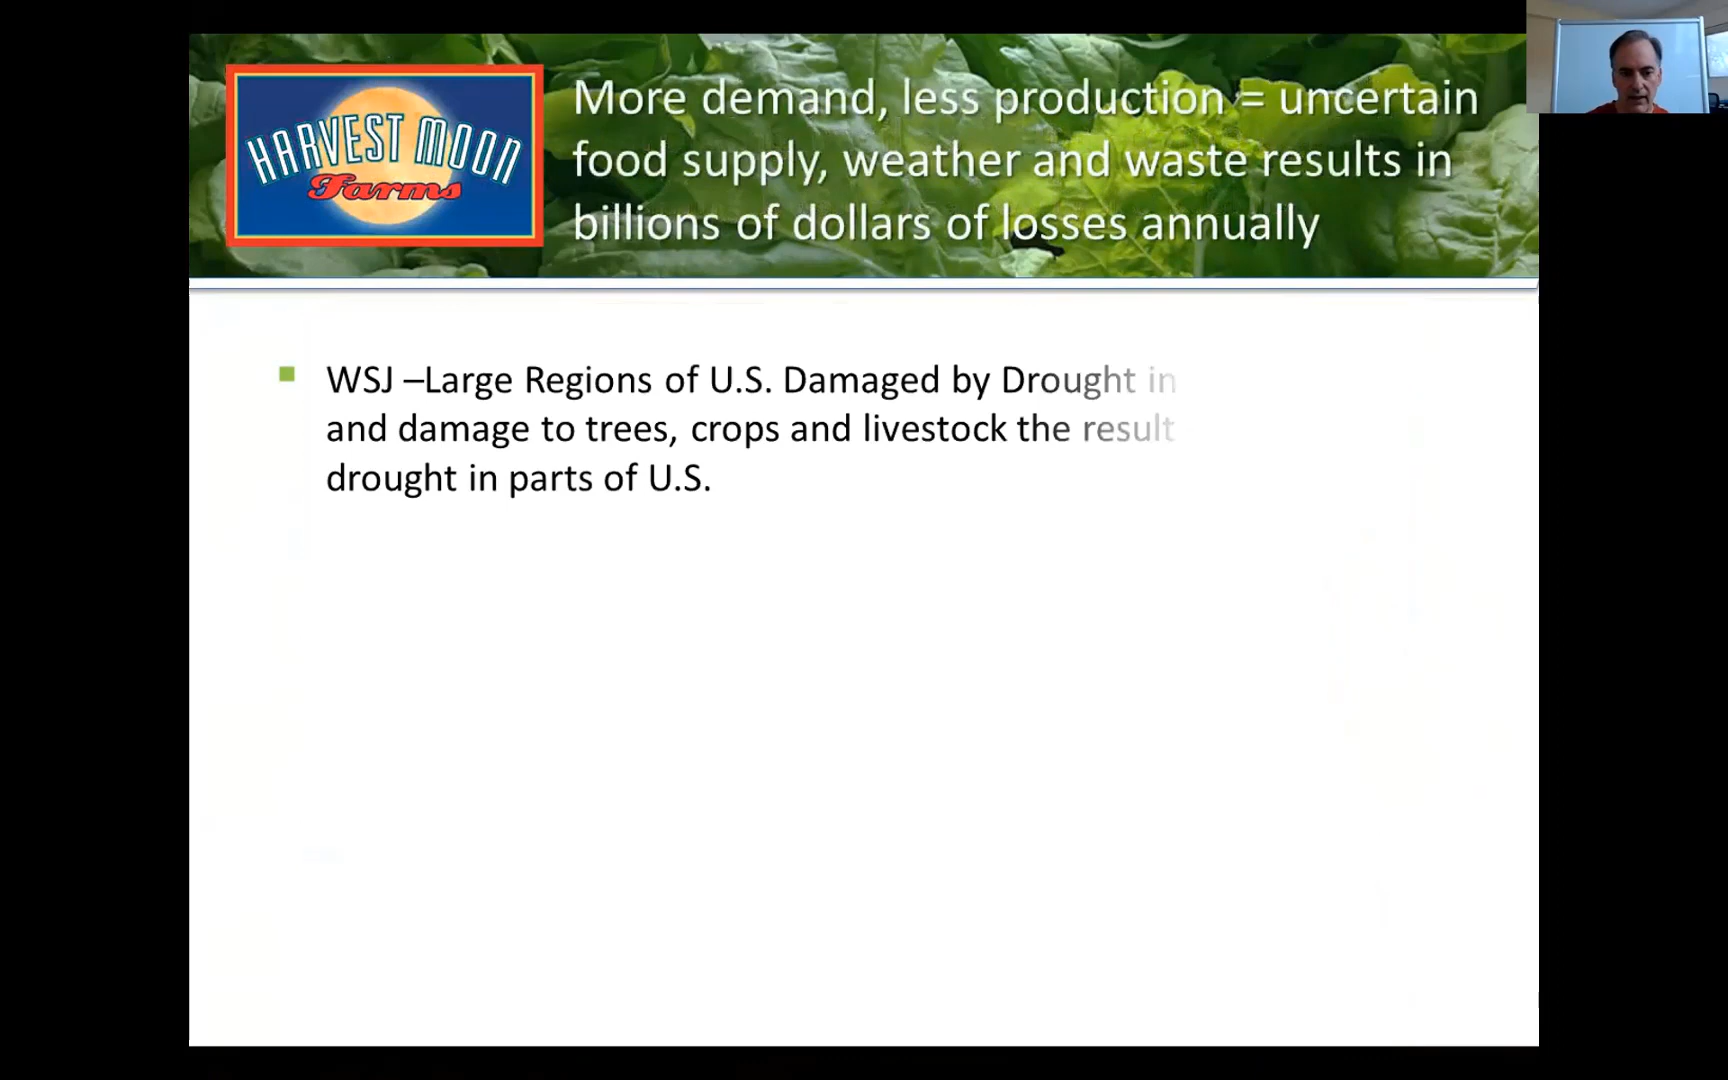 HARVEST MOON
Farms
More demand, less production = uncertain
food supply, weather and waste results in
billions of dollars of losses annually
WSJ –Large Regions of U.S. Damaged by Drought in
and damage to trees, crops and livestock the result
drought in parts of U.S.